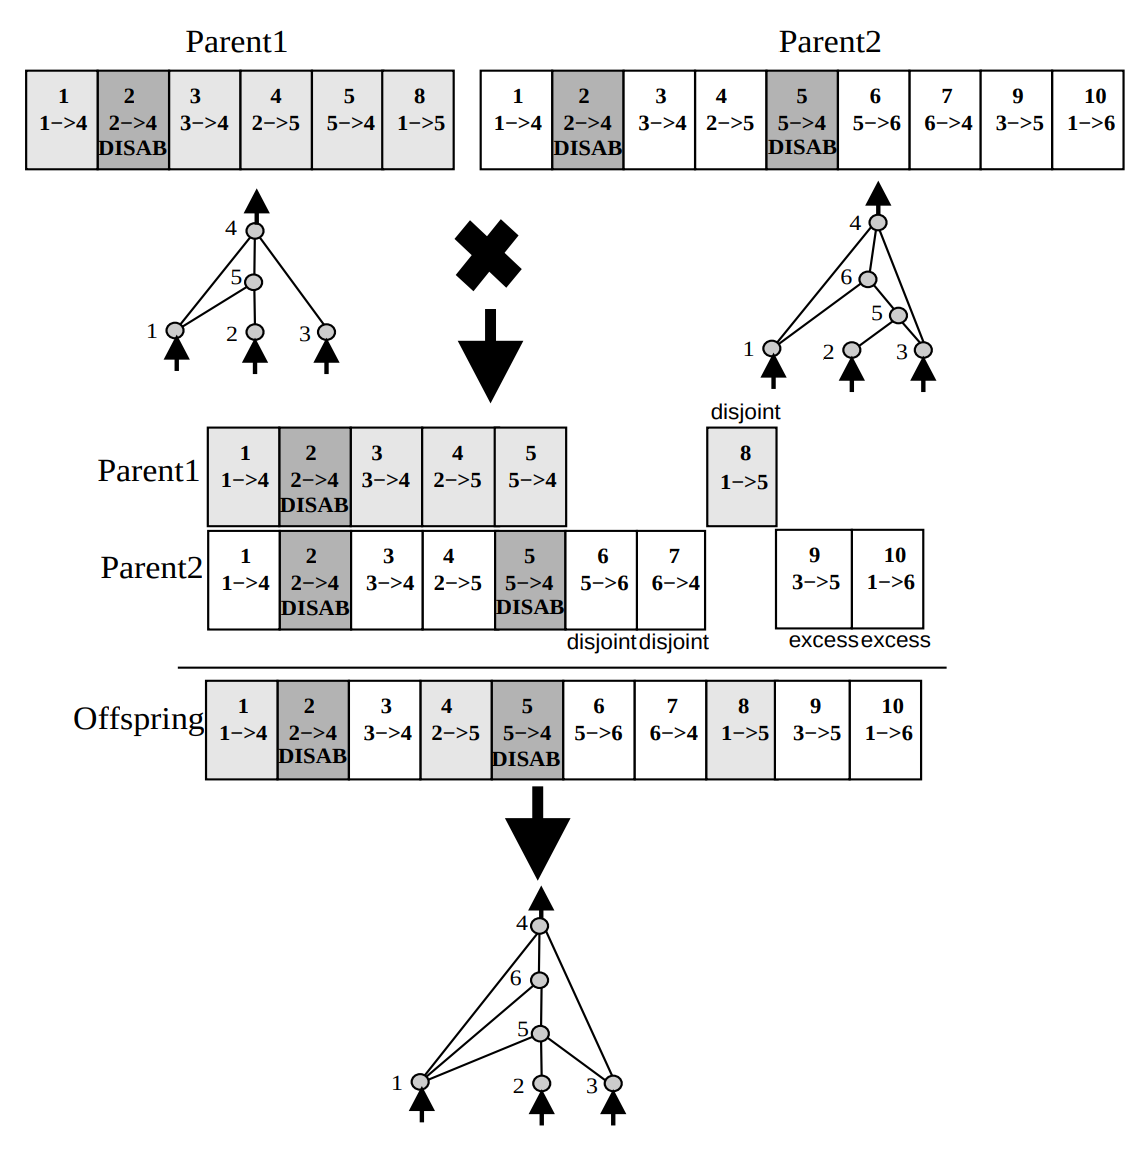 Parent1 Parent2
1 2 3 4 5 8 1 2 3 4 5 6 7 9 10
1−>4 2−>4 3−>4 2−>5 5−>4 1−>5 1−>4 2−>4 3−>4 2−>5 5−>4 5−>6 6−>4 3−>5 1−>6
DISAB DISAB DISAB
4 4
5 6
5
1 2 3 1 2 3
disjoint
Parent1 1 2 3 4 5 8
1−>4 2−>4 3−>4 2−>5 5−>4 1−>5
DISAB
Parent2 1 2 3 4 5 6 7 9 10
1−>4 2−>4 3−>4 2−>5 5−>4 5−>6 6−>4 3−>5 1−>6
DISAB DISAB
disjoint disjoint excess excess
Offspring 1 2 3 4 5 6 7 8 9 10
1−>4 2−>4 3−>4 2−>5 5−>4 5−>6 6−>4 1−>5 3−>5 1−>6
DISAB DISAB
4
6
5
1 2 3